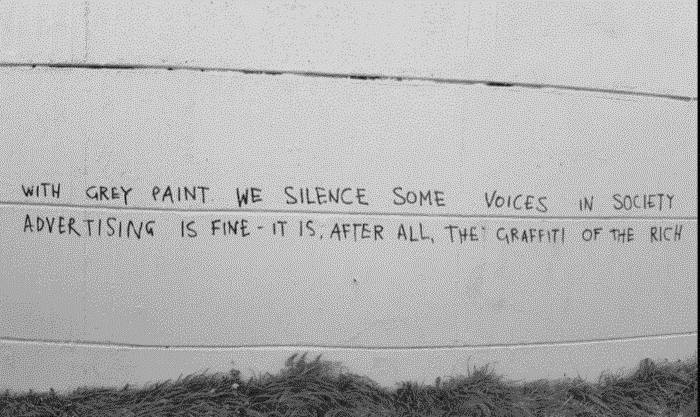 WITH GREY PAINT WE SILENCE SOME VOICES IN SOCIETY
ADVERTISING IS FINE - IT IS, AFTER ALL, THE GRAFFITI OF THE RICH